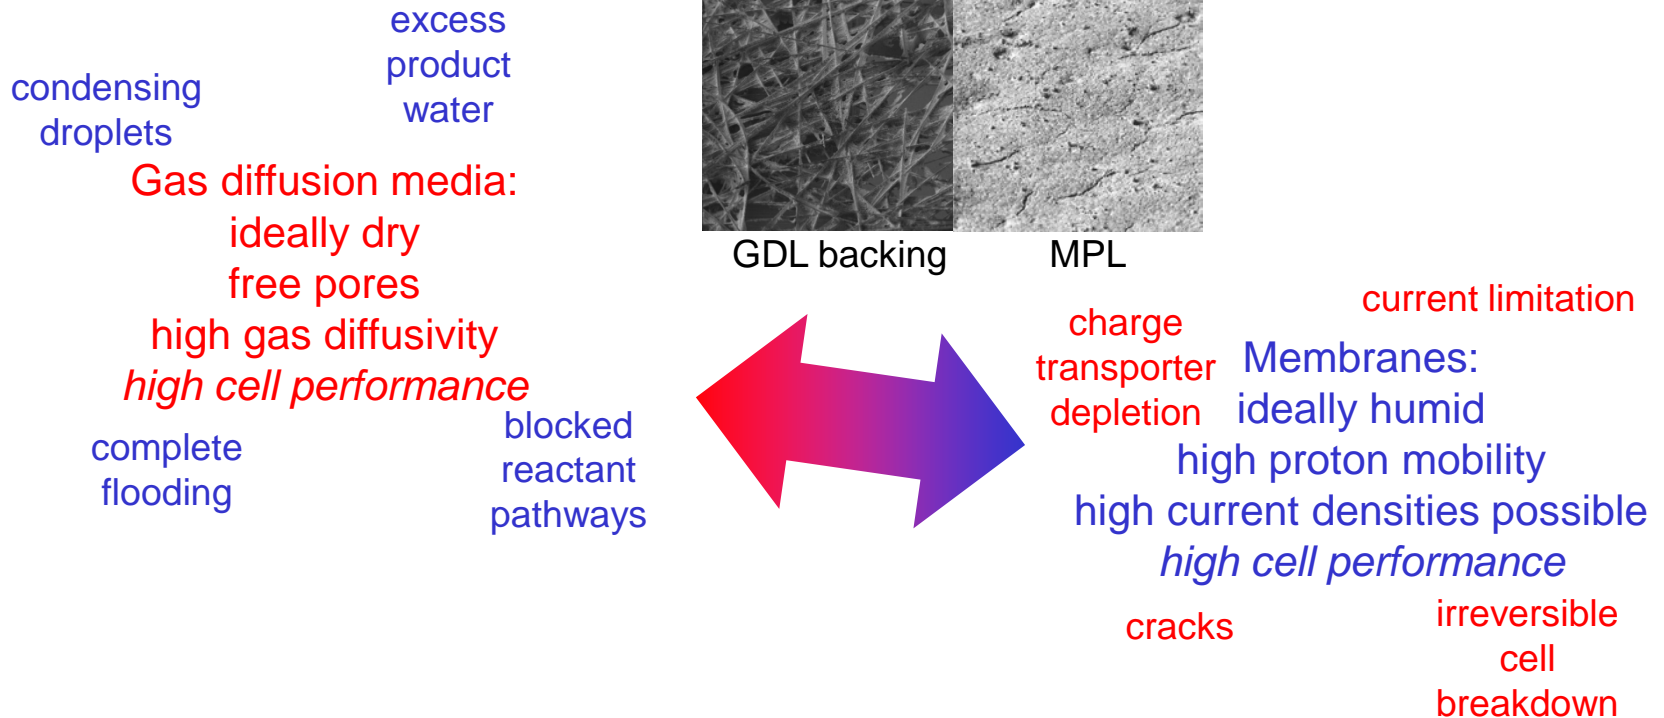 excess
product
water
condensing
droplets
Gas diffusion media:
ideally dry
free pores
high gas diffusivity
high cell performance
complete
flooding
blocked
reactant
pathways
GDL backing
MPL
current limitation
charge
transporter
depletion
Membranes:
ideally humid
high proton mobility
high current densities possible
high cell performance
cracks
irreversible
cell
breakdown